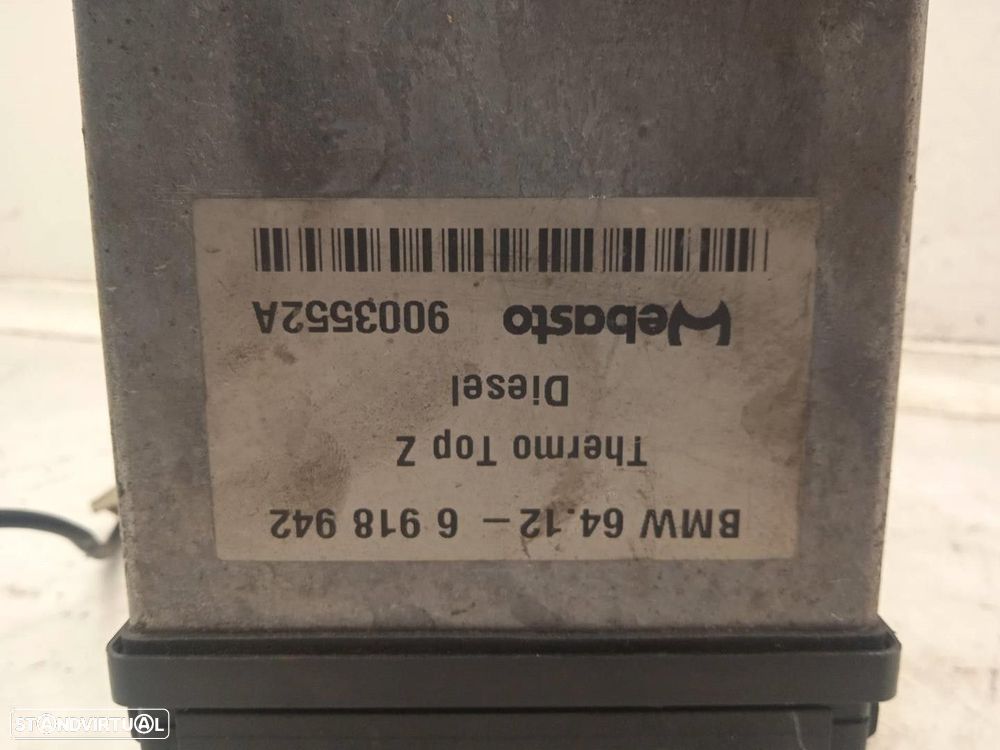 BMW 64.12 – 6 918 942
Thermo Top Z
Diesel
Webasto 9003552A
STANDVIRTUAL